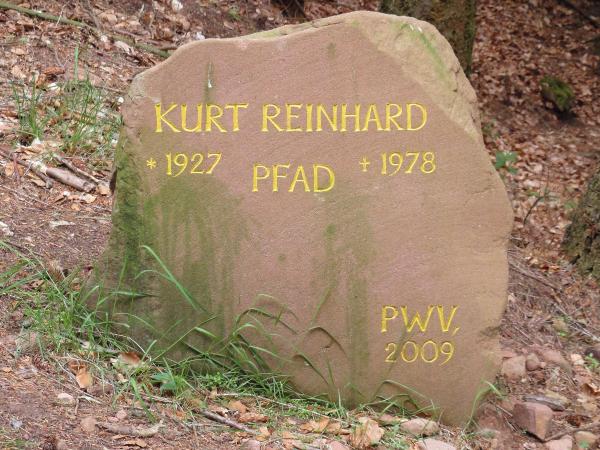 KURT REINHARD
* 1927 PFAD † 1978
PWV,
2009